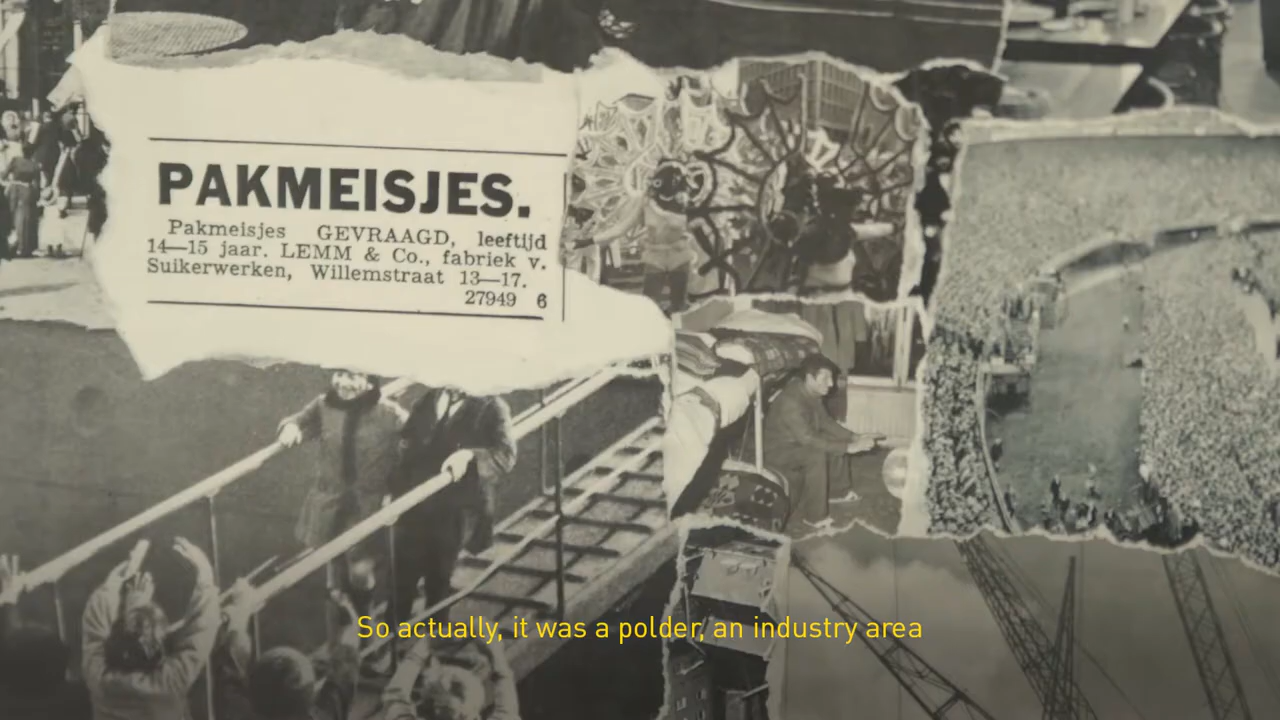 PAKMEISJES.
Pakmeisjes GEVRAAGD, leeftijd
14—15 jaar. LEMM & Co., fabriek v.
Suikerwerken, Willemstraat 13—17.
27949 6
So actually, it was a polder, an industry area